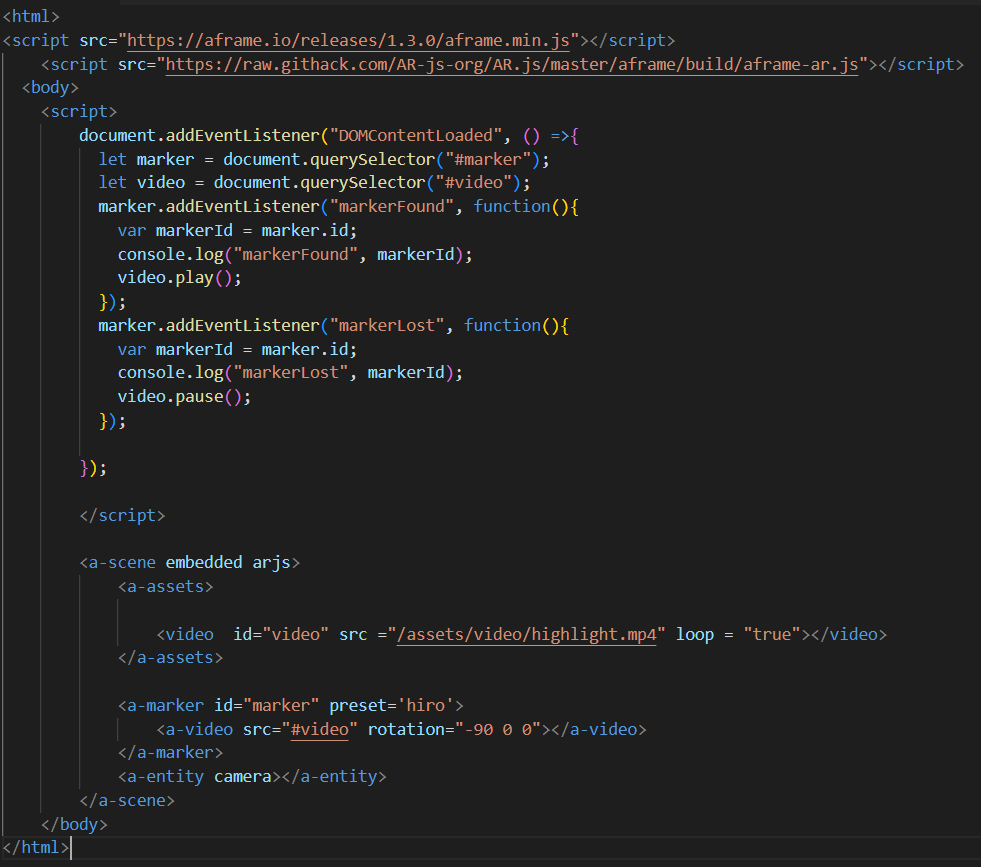 <html>
<script src="https://aframe.io/releases/1.3.0/aframe.min.js"></script>
<script src="https://raw.githack.com/AR-js-org/AR.js/master/aframe/build/aframe-ar.js"></script>
<body>
<script>
document.addEventListener("DOMContentLoaded", () =>{
let marker = document.querySelector("#marker");
let video = document.querySelector("#video");
marker.addEventListener("markerFound", function(){
var markerId = marker.id;
console.log("markerFound", markerId);
video.play();
});
marker.addEventListener("markerLost", function(){
var markerId = marker.id;
console.log("markerLost", markerId);
video.pause();
});
});
</script>
<a-scene embedded arjs>
<a-assets>
<video  id="video" src ="/assets/video/highlight.mp4" loop = "true"></video>
</a-assets>
<a-marker id="marker" preset='hiro'>
<a-video src="#video" rotation="-90 0 0"></a-video>
</a-marker>
<a-entity camera></a-entity>
</a-scene>
</body>
</html>